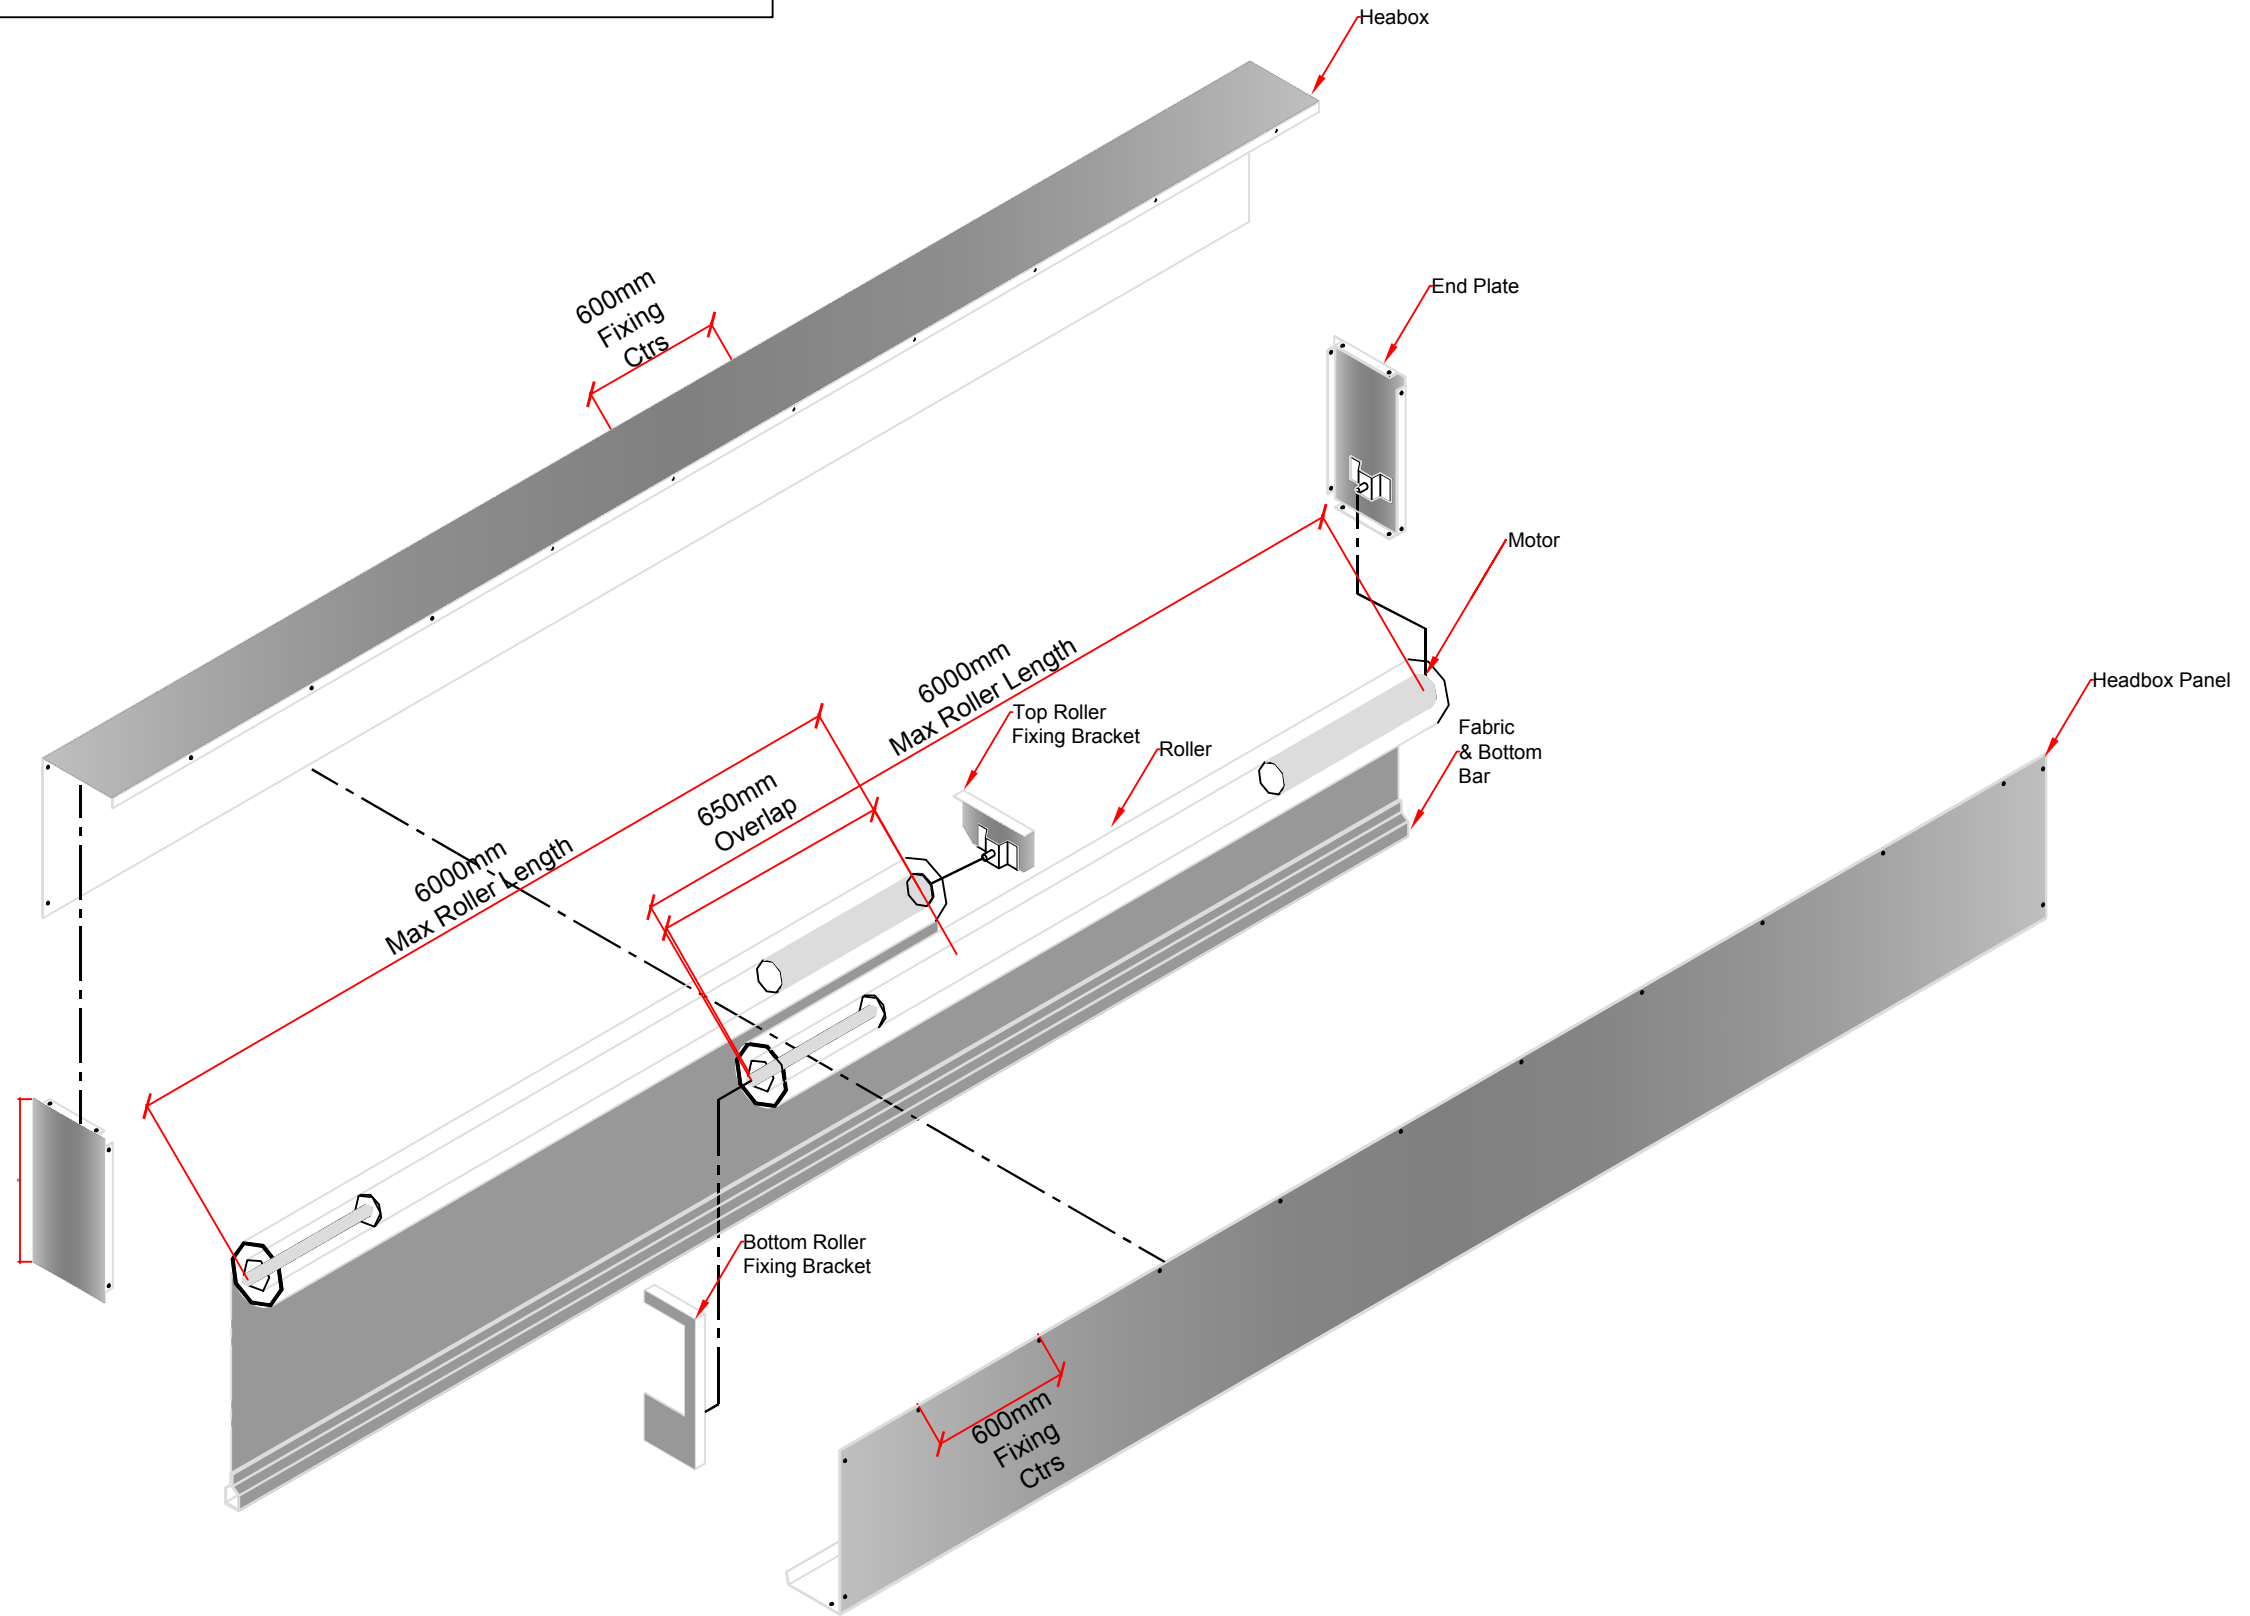 Heabox
600mm
Fixing
Ctrs
End Plate
Motor
6000mm
Max Roller Length
Headbox Panel
Top Roller
Fixing Bracket
Roller
Fabric
& Bottom
Bar
650mm
Overlap
6000mm
Max Roller Length
Bottom Roller
Fixing Bracket
600mm
Fixing
Ctrs